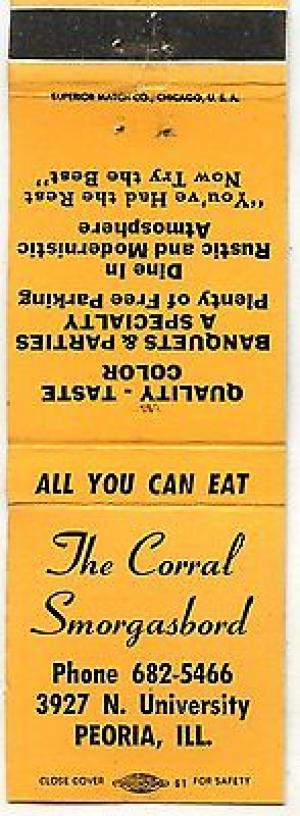 SUPERIOR MATCH CO., CHICAGO, U.S.A.
QUALITY - TASTE
COLOR
BANQUETS & PARTIES
A SPECIALTY
Plenty of Free Parking
Dine In
Rustic and Modernistic
Atmosphere
"You've Had the Rest
Now Try the Best"
ALL YOU CAN EAT
The Corral
Smorgasbord
Phone 682-5466
3927 N. University
PEORIA, ILL.
CLOSE COVER 61 FOR SAFETY